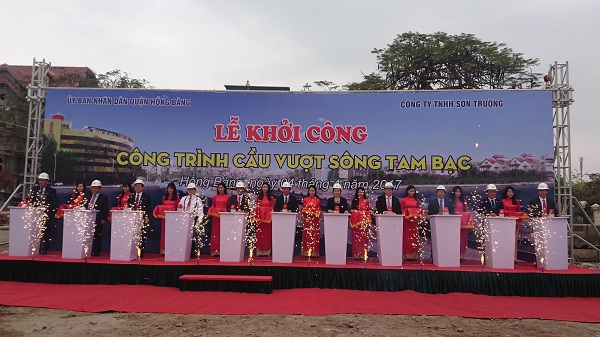 ỦY BAN NHÂN DÂN QUẬN HỒNG BÀNG
CÔNG TY TNHH SƠN TRƯỜNG
LỄ KHỞI CÔNG
CÔNG TRÌNH CẦU VƯỢT SÔNG TAM BẠC
Hồng Bàng, ngày 04 tháng năm 2017